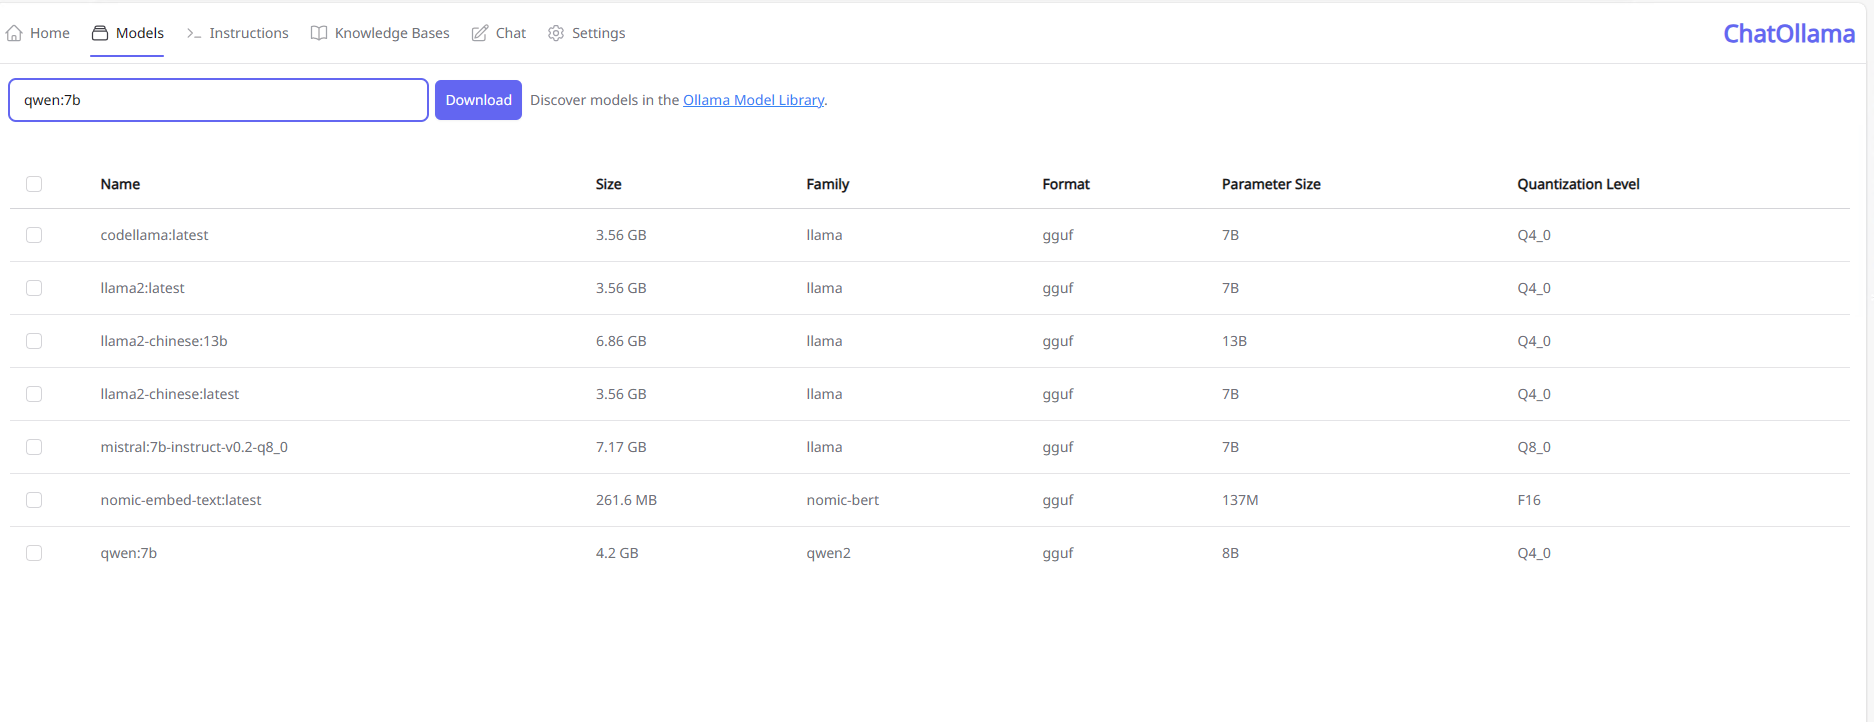 Home Models Instructions Knowledge Bases Chat Settings ChatOllama
qwen:7b Download Discover models in the Ollama Model Library.
Name Size Family Format Parameter Size Quantization Level
codellama:latest 3.56 GB llama gguf 7B Q4_0
llama2:latest 3.56 GB llama gguf 7B Q4_0
llama2-chinese:13b 6.86 GB llama gguf 13B Q4_0
llama2-chinese:latest 3.56 GB llama gguf 7B Q4_0
mistral:7b-instruct-v0.2-q8_0 7.17 GB llama gguf 7B Q8_0
nomic-embed-text:latest 261.6 MB nomic-bert gguf 137M F16
qwen:7b 4.2 GB qwen2 gguf 8B Q4_0